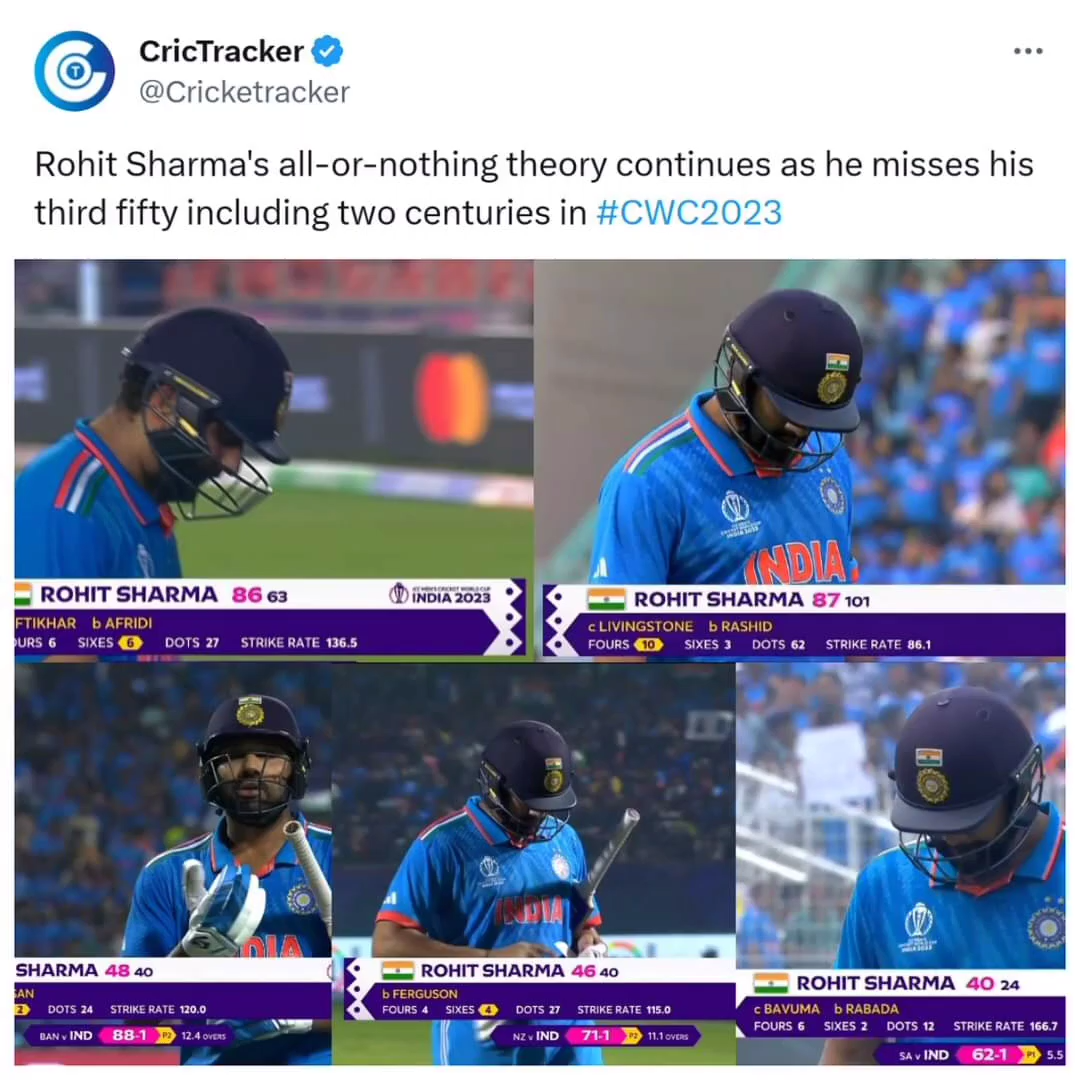 CricTracker
@Cricketracker
Rohit Sharma's all-or-nothing theory continues as he misses his
third fifty including two centuries in #CWC2023
ROHIT SHARMA 86 63
INDIA 2023
FTIKHAR b AFRIDI
URS 6 SIXES 6 DOTS 27 STRIKE RATE 136.5
INDIA
ROHIT SHARMA 87 101
c LIVINGSTONE b RASHID
FOURS 10 SIXES 3 DOTS 62 STRIKE RATE 86.1
DIA
SHARMA 48 40
SAN
2 DOTS 24 STRIKE RATE 120.0
BAN v IND 88-1 P2 12.4 OVERS
INDIA
ROHIT SHARMA 46 40
b FERGUSON
FOURS 4 SIXES 4 DOTS 27 STRIKE RATE 115.0
NZ v IND 71-1 P2 11.1 OVERS
ROHIT SHARMA 40 24
c BAVUMA b RABADA
FOURS 6 SIXES 2 DOTS 12 STRIKE RATE 166.7
SA v IND 62-1 P1 5.5